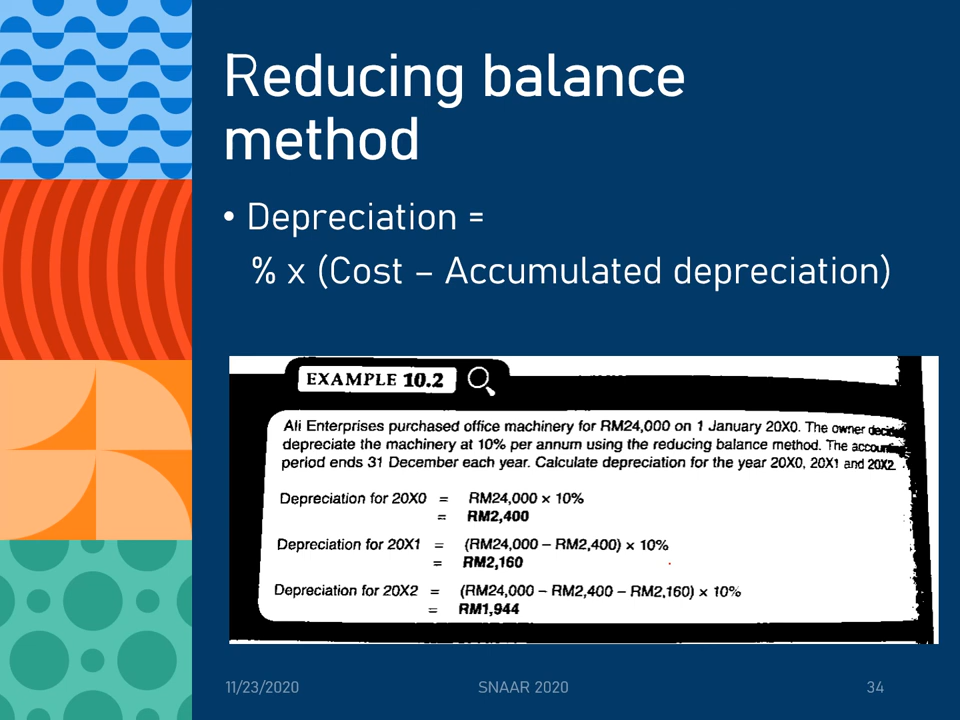 Reducing balance
method
• Depreciation =
% x (Cost – Accumulated depreciation)
EXAMPLE 10.2
Ali Enterprises purchased office machinery for RM24,000 on 1 January 20X0. The owner
depreciate the machinery at 10% per annum using the reducing balance method. The
period ends 31 December each year. Calculate depreciation for the year 20X0, 20X1 and 20X2.
Depreciation for 20X0 = RM24,000 × 10%
= RM2,400
Depreciation for 20X1 = (RM24,000 – RM2,400) × 10%
= RM2,160
Depreciation for 20X2 = (RM24,000 – RM2,400 – RM2,160) × 10%
= RM1,944
11/23/2020 SNAAR 2020 34